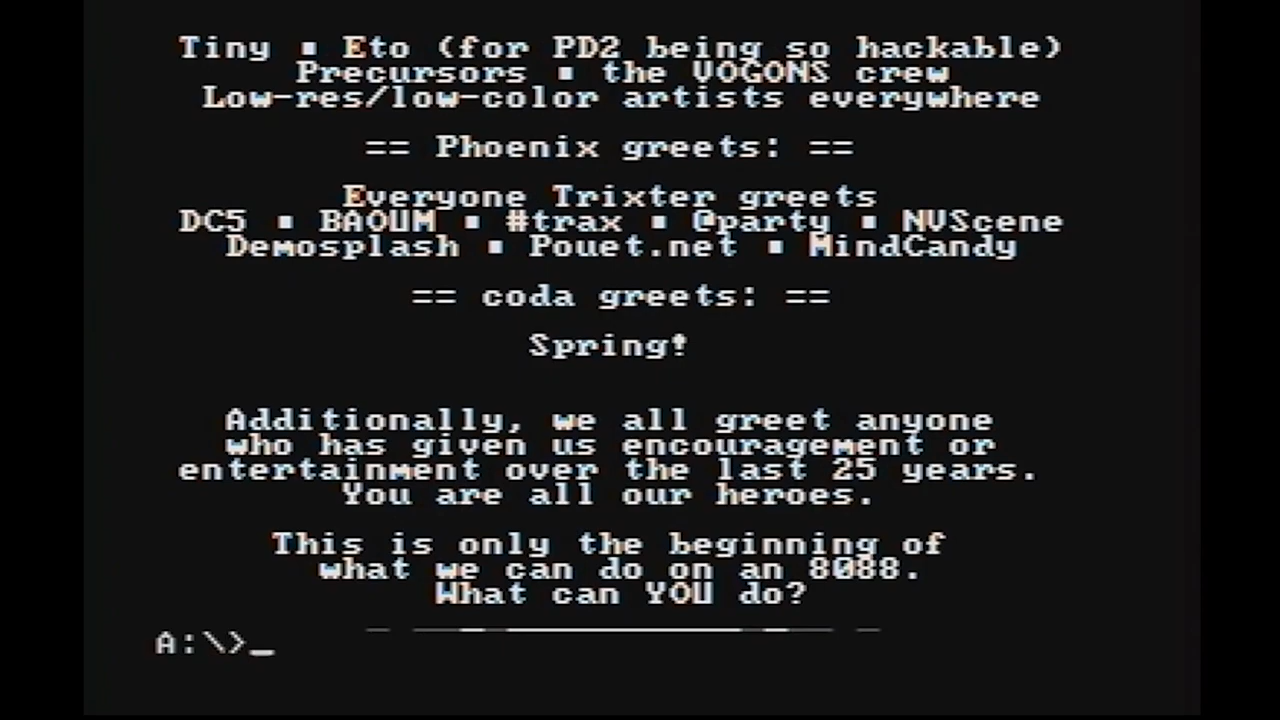 Tiny ▪ Eto (for PD2 being so hackable)
Precursors ▪ the VOGONS crew
Low-res/low-color artists everywhere
== Phoenix greets: ==
Everyone Trixter greets
DC5 ▪ BAOUM ▪ #trax ▪ @party ▪ NVScene
Demosplash ▪ Pouet.net ▪ MindCandy
== coda greets: ==
Spring!
Additionally, we all greet anyone
who has given us encouragement or
entertainment over the last 25 years.
You are all our heroes.
This is only the beginning of
what we can do on an 8088.
What can YOU do?
A:\>_